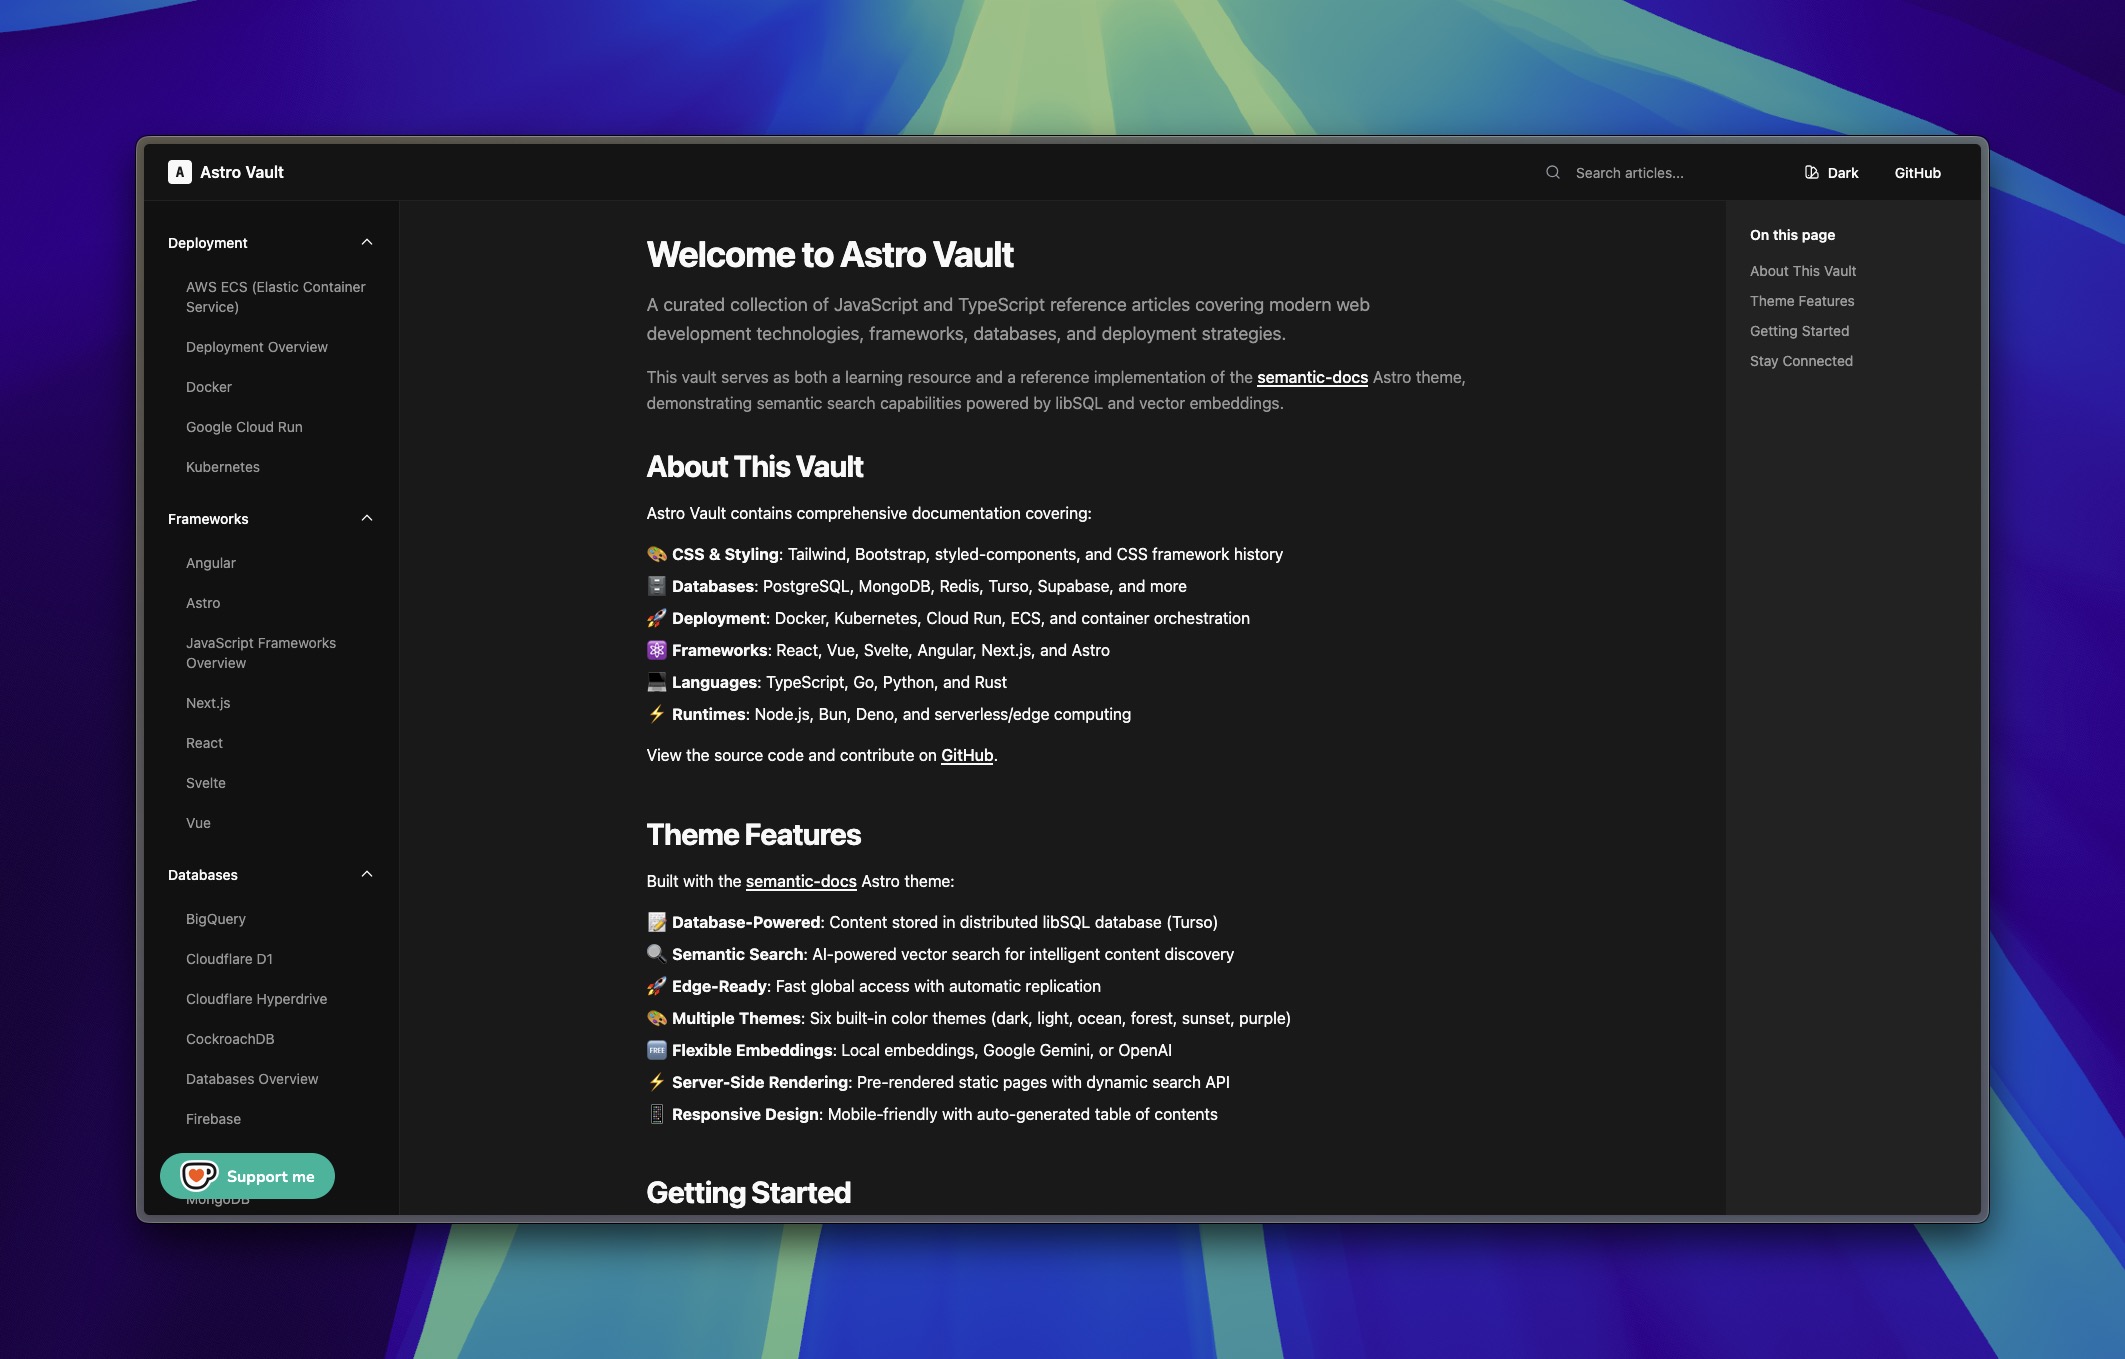 A Astro Vault
Search articles...
Dark
GitHub
Deployment
AWS ECS (Elastic Container
Service)
Deployment Overview
Docker
Google Cloud Run
Kubernetes
Frameworks
Angular
Astro
JavaScript Frameworks
Overview
Next.js
React
Svelte
Vue
Databases
BigQuery
Cloudflare D1
Cloudflare Hyperdrive
CockroachDB
Databases Overview
Firebase
Support me
MongoDB
Welcome to Astro Vault
A curated collection of JavaScript and TypeScript reference articles covering modern web
development technologies, frameworks, databases, and deployment strategies.
This vault serves as both a learning resource and a reference implementation of the semantic-docs Astro theme,
demonstrating semantic search capabilities powered by libSQL and vector embeddings.
About This Vault
Astro Vault contains comprehensive documentation covering:
🎨 CSS & Styling: Tailwind, Bootstrap, styled-components, and CSS framework history
🗄️ Databases: PostgreSQL, MongoDB, Redis, Turso, Supabase, and more
🚀 Deployment: Docker, Kubernetes, Cloud Run, ECS, and container orchestration
⚛️ Frameworks: React, Vue, Svelte, Angular, Next.js, and Astro
💻 Languages: TypeScript, Go, Python, and Rust
⚡ Runtimes: Node.js, Bun, Deno, and serverless/edge computing
View the source code and contribute on GitHub.
Theme Features
Built with the semantic-docs Astro theme:
📝 Database-Powered: Content stored in distributed libSQL database (Turso)
🔍 Semantic Search: AI-powered vector search for intelligent content discovery
🚀 Edge-Ready: Fast global access with automatic replication
🎨 Multiple Themes: Six built-in color themes (dark, light, ocean, forest, sunset, purple)
🆓 Flexible Embeddings: Local embeddings, Google Gemini, or OpenAI
⚡ Server-Side Rendering: Pre-rendered static pages with dynamic search API
📱 Responsive Design: Mobile-friendly with auto-generated table of contents
Getting Started
On this page
About This Vault
Theme Features
Getting Started
Stay Connected